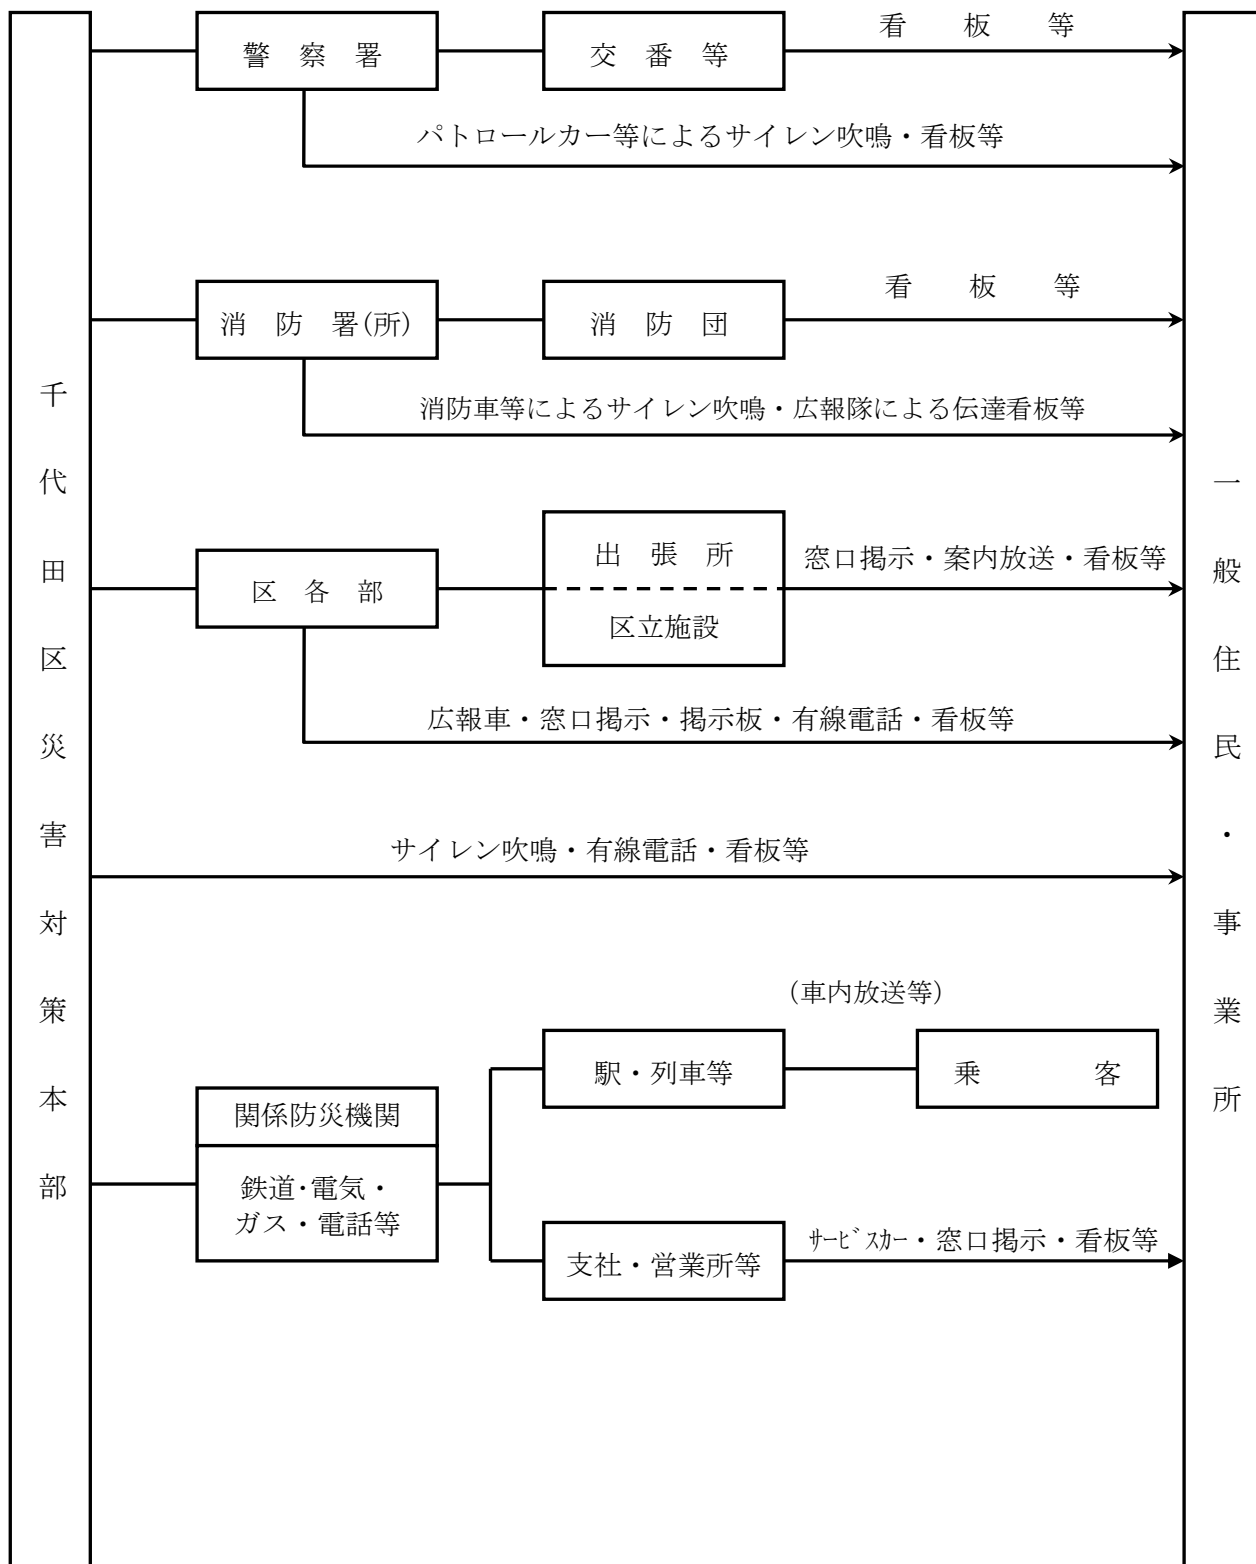 千代田区災害対策本部
警　察　署
交　番　等
看　板　等
パトロールカー等によるサイレン吹鳴・看板等
消　防　署(所)
消　防　団
看　板　等
消防車等によるサイレン吹鳴・広報隊による伝達看板等
区　各　部
出　張　所
区立施設
窓口掲示・案内放送・看板等
広報車・窓口掲示・掲示板・有線電話・看板等
サイレン吹鳴・有線電話・看板等
(車内放送等)
駅・列車等
乗　客
関係防災機関
鉄道・電気・
ガス・電話等
支社・営業所等
ｻｰﾋﾞｽｶｰ・窓口掲示・看板等
一般住民・事業所